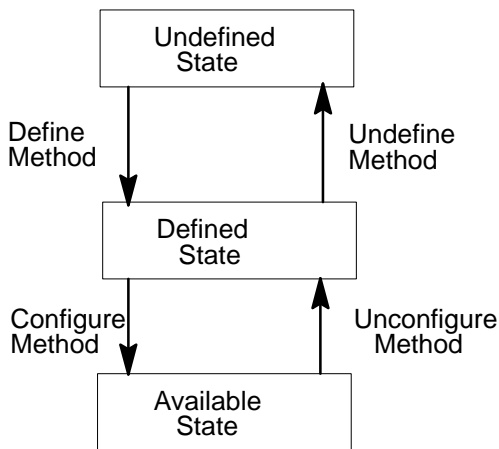 Undefined
State
Define
Method
Undefine
Method
Defined
State
Configure
Method
Unconfigure
Method
Available
State